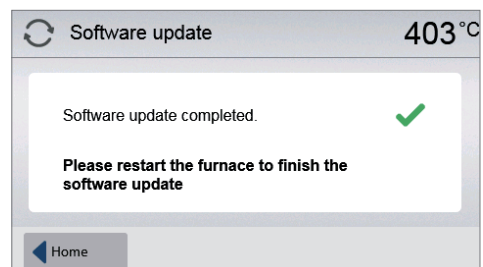 Software update
403°C
Software update completed.
Please restart the furnace to finish the
software update
Home